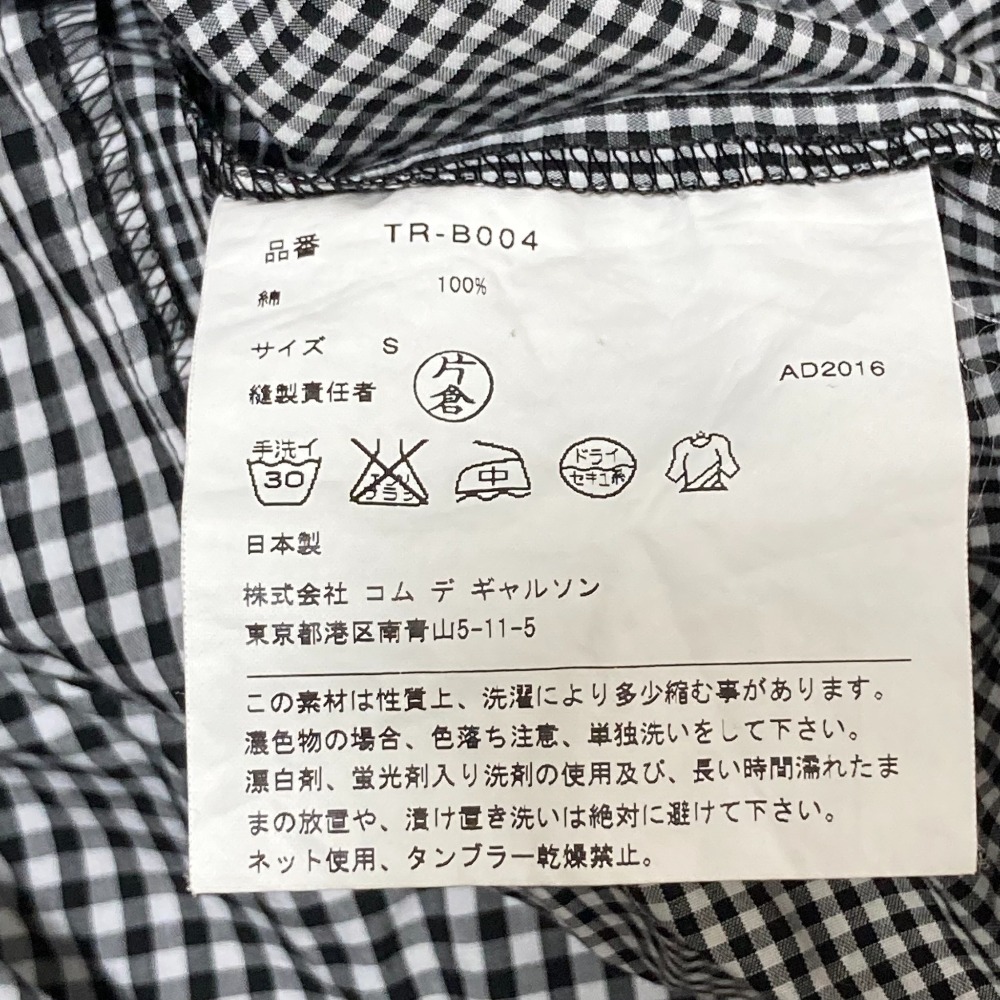 品番 TR-B004
綿 100%
サイズ S
縫製責任者 片倉
AD2016
手洗イ 30 中 ドライ セキユ系
日本製
株式会社 コム デ ギャルソン
東京都港区南青山5-11-5
この素材は性質上、洗濯により多少縮む事があります。
濃色物の場合、色落ち注意、単独洗いをして下さい。
漂白剤、蛍光剤入り洗剤の使用及び、長い時間濡れたま
まの放置や、漬け置き洗いは絶対に避けて下さい。
ネット使用、タンブラー乾燥禁止。